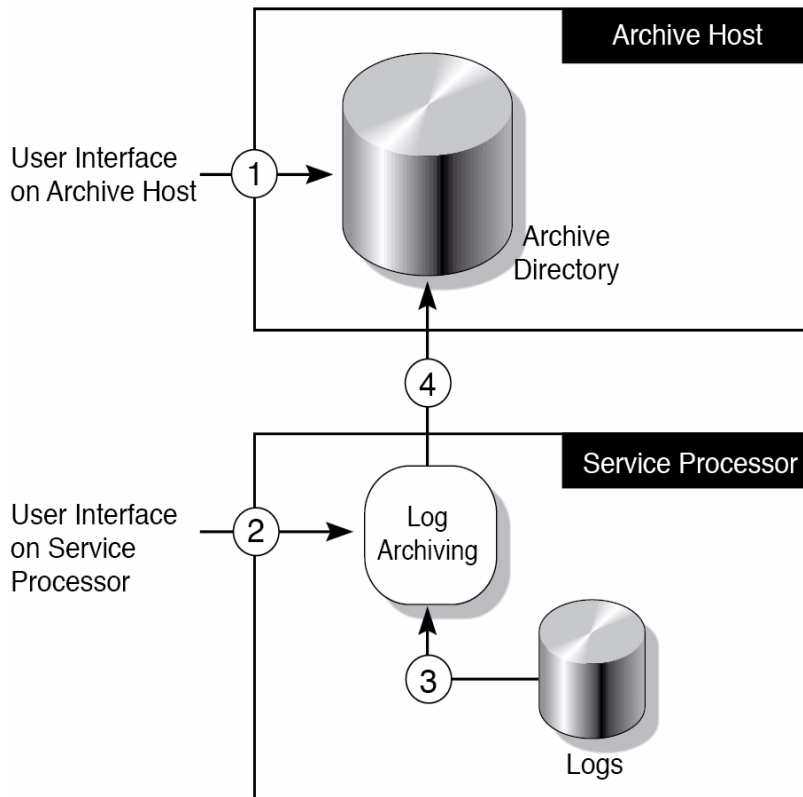 Archive Host
User Interface
on Archive Host
1
Archive
Directory
4
Service Processor
User Interface
on Service
Processor
2
Log
Archiving
3
Logs